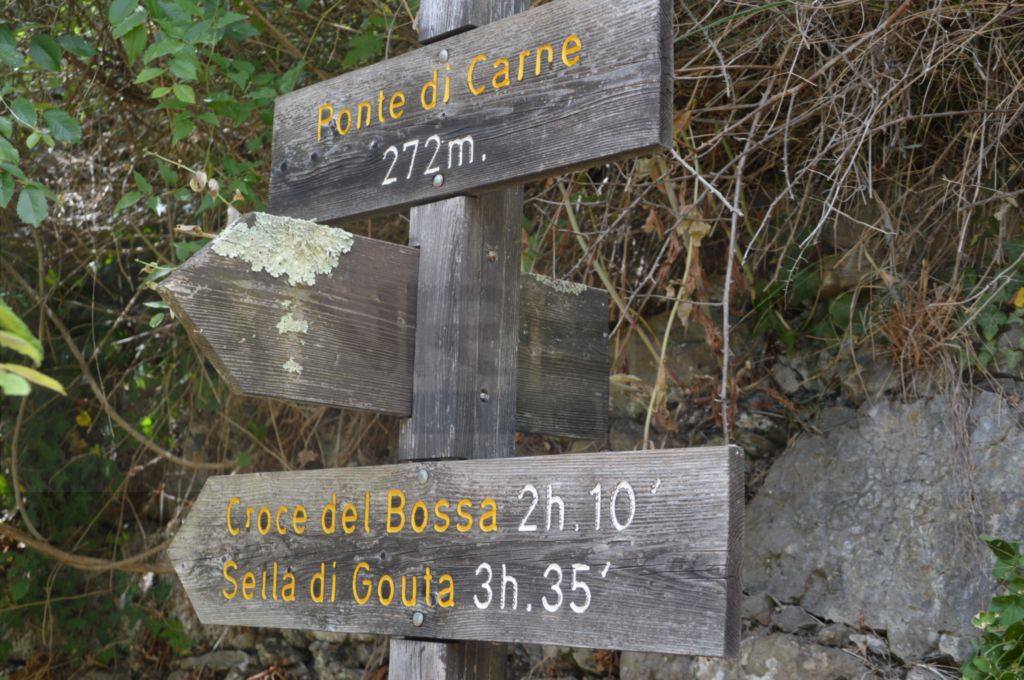 Ponte di Carne
272m.
Croce del Bossa 2h.10´
Sella di Gouta 3h.35´